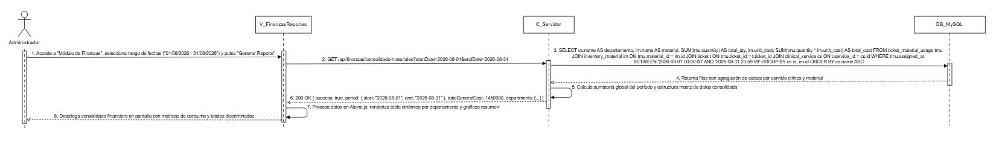 Administrador
V_FinanzasReportes
C_Servidor
DB_MySQL
1. Accede a "Módulo de Finanzas", selecciona rango de fechas ("01/08/2026 - 31/08/2026") y pulsa "Generar Reporte"
2. GET /api/finanzas/consolidado-materiales?startDate=2026-08-01&endDate=2026-08-31
3. SELECT cs.name AS departamento, im.name AS material, SUM(tmu.quantity) AS total_qty, im.unit_cost, SUM(tmu.quantity * im.unit_cost) AS total_cost FROM ticket_material_usage tmu
JOIN inventory_material im ON tmu.material_id = im.id JOIN ticket t ON tmu.ticket_id = t.ticket_id JOIN clinical_service cs ON t.service_id = cs.id WHERE tmu.assigned_at
BETWEEN '2026-08-01 00:00:00' AND '2026-08-31 23:59:59' GROUP BY cs.id, im.id ORDER BY cs.name ASC
4. Retorna filas con agregación de costos por servicio clínico y material
5. Calcula sumatoria global del período y estructura matriz de datos consolidada
6. 200 OK { success: true, period: { start: "2026-08-01", end: "2026-08-31" }, totalGeneralCost: 1450000, departments: [...] }
7. Procesa datos en Alpine.js: renderiza tabla dinámica por departamento y gráficos resumen
8. Despliega consolidado financiero en pantalla con métricas de consumo y totales discriminados